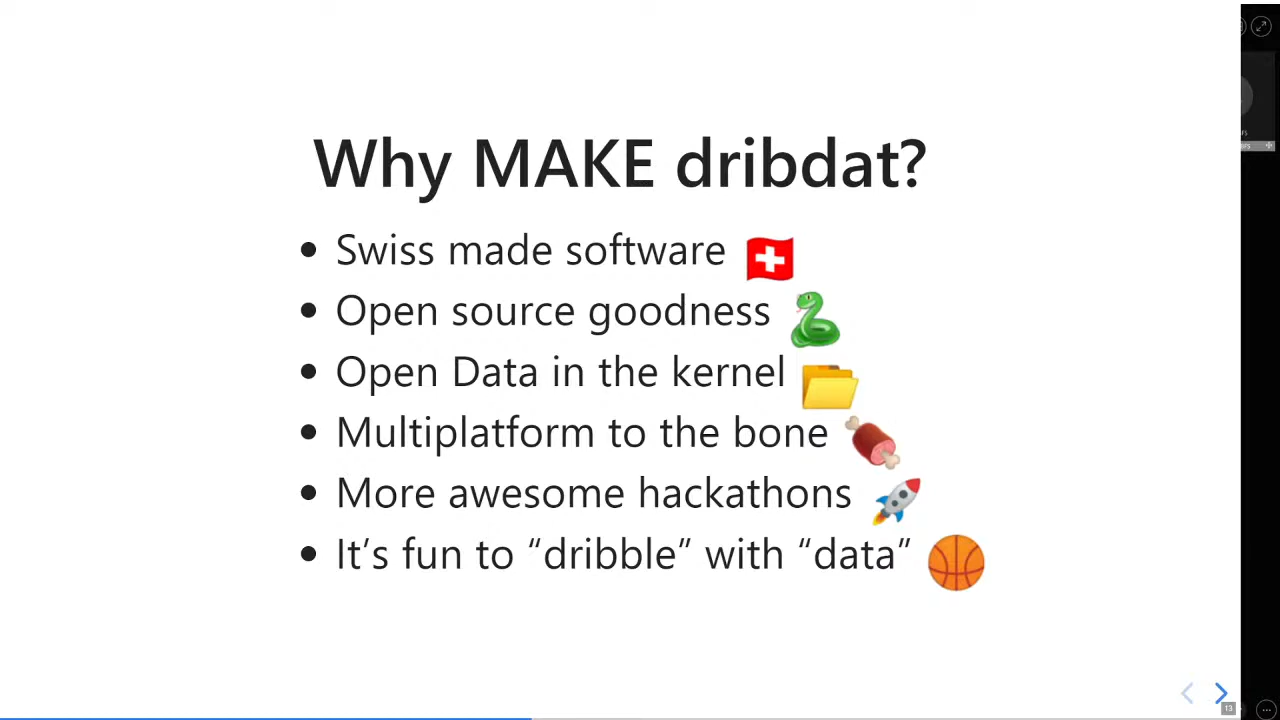 Why MAKE dribdat?
• Swiss made software 🇨🇭
• Open source goodness 🐍
• Open Data in the kernel 📂
• Multiplatform to the bone 🍖
• More awesome hackathons 🚀
• It’s fun to “dribble” with “data” 🏀
13